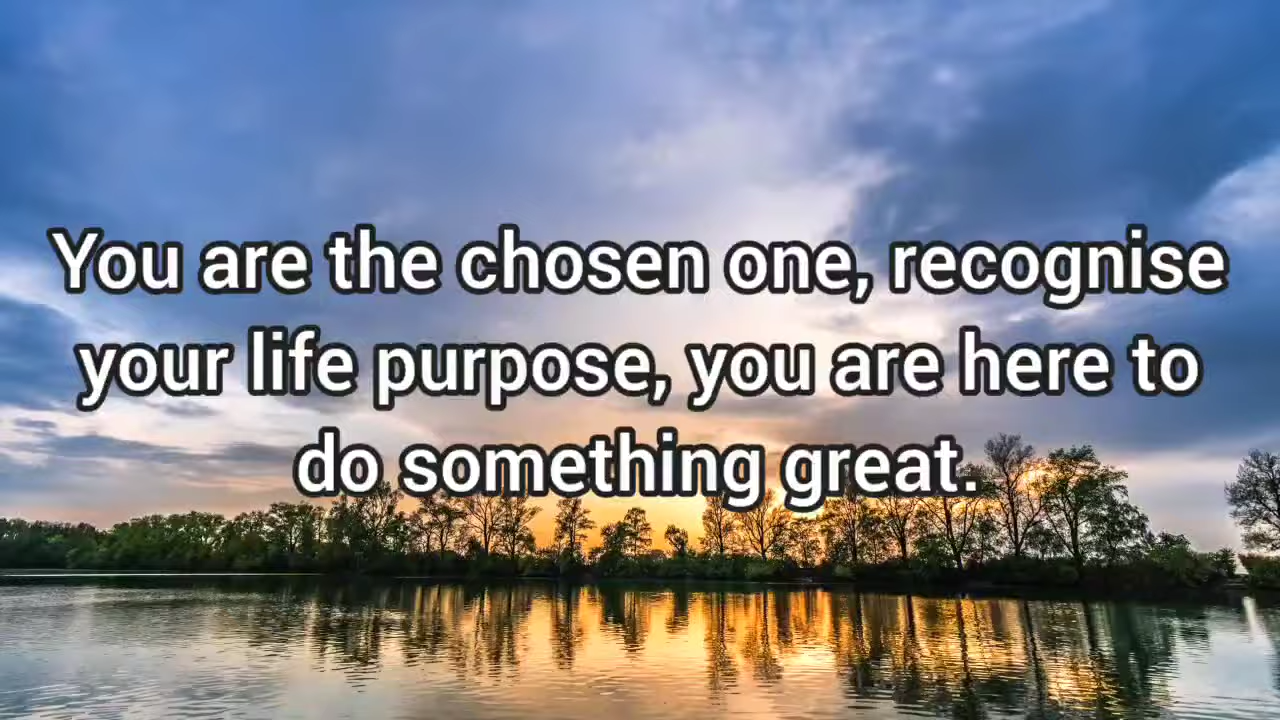 You are the chosen one, recognise
your life purpose, you are here to
do something great.